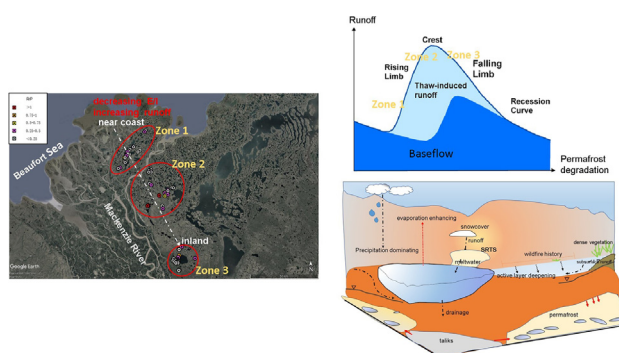 decreasing E/I
increasing runoff
near coast
Zone 1
Zone 2
Beaufort Sea
Mackenzie River
inland
Zone 3
Google Earth
N
Runoff
Crest
Zone 2
Zone 3
Rising
Limb
Falling
Limb
Zone 1
Thaw-induced
runoff
Recession
Curve
Baseflow
Permafrost
degradation
evaporation enhancing
snowcover
runoff
SRTS
dense vegetation
Precipitation dominating
wildfire history
meltwater
active layer deepening
drainage
permafrost
taliks